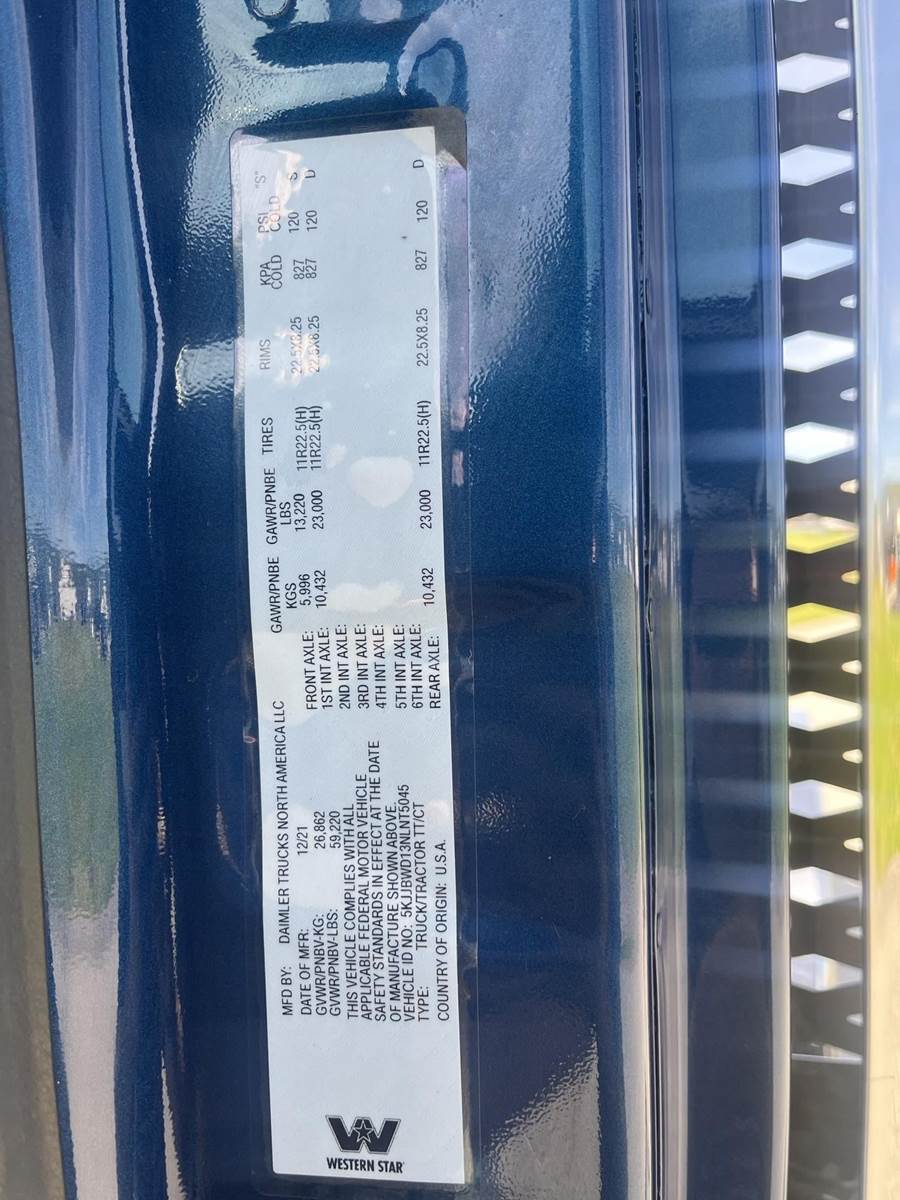 WESTERN STAR
MFD BY: DAIMLER TRUCKS NORTH AMERICA LLC
DATE OF MFR: 12/21
GVWR/PNBV-KG: 26,862
GVWR/PNBV-LBS: 59,220
THIS VEHICLE COMPLIES WITH ALL
APPLICABLE FEDERAL MOTOR VEHICLE
SAFETY STANDARDS IN EFFECT AT THE DATE
OF MANUFACTURE SHOWN ABOVE.
VEHICLE ID NO: 5KJJBWD13NLNT5045
TYPE: TRUCK/TRACTOR TT/CT
COUNTRY OF ORIGIN: U.S.A.
GAWR/PNBE GAWR/PNBE TIRES RIMS KPA PSI "S"
KGS LBS COLD COLD
FRONT AXLE: 5,996 13,220 11R22.5(H) 22.5X8.25 827 120 S
1ST INT AXLE: 10,432 23,000 11R22.5(H) 22.5X8.25 827 120 D
2ND INT AXLE:
3RD INT AXLE:
4TH INT AXLE:
5TH INT AXLE:
6TH INT AXLE:
REAR AXLE: 10,432 23,000 11R22.5(H) 22.5X8.25 827 120 D